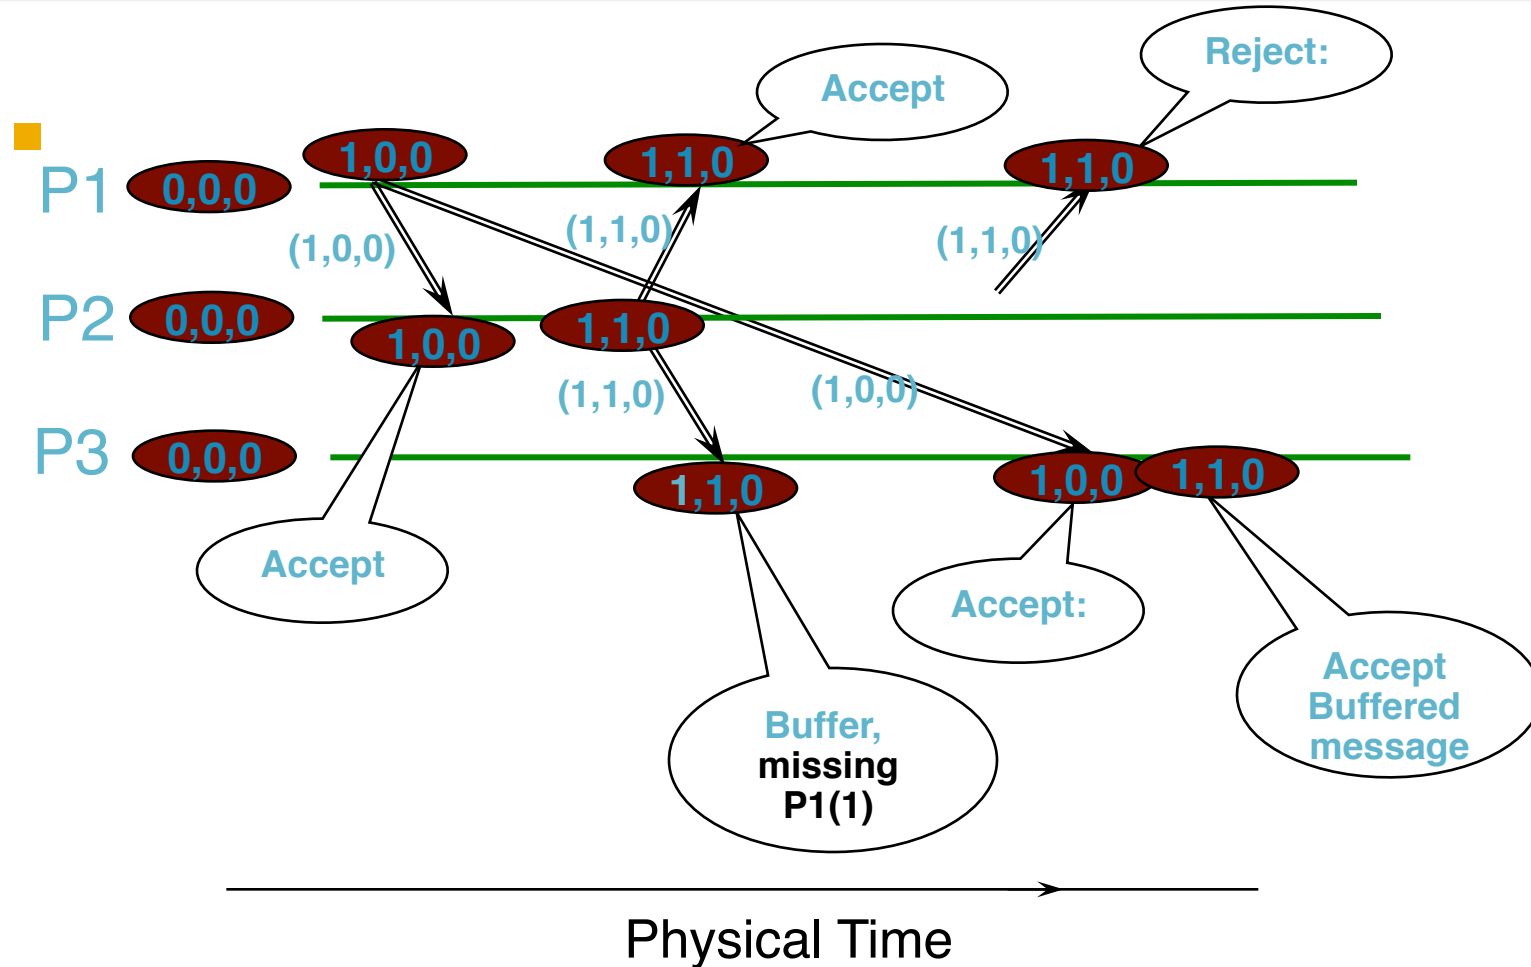 Reject:
Accept
P1
0,0,0
1,0,0
1,1,0
1,1,0
(1,0,0)
(1,1,0)
(1,1,0)
P2
0,0,0
1,0,0
1,1,0
(1,1,0)
(1,0,0)
P3
0,0,0
1,1,0
1,0,0
1,1,0
Accept
Accept:
Buffer,
missing
P1(1)
Accept
Buffered
message
Physical Time